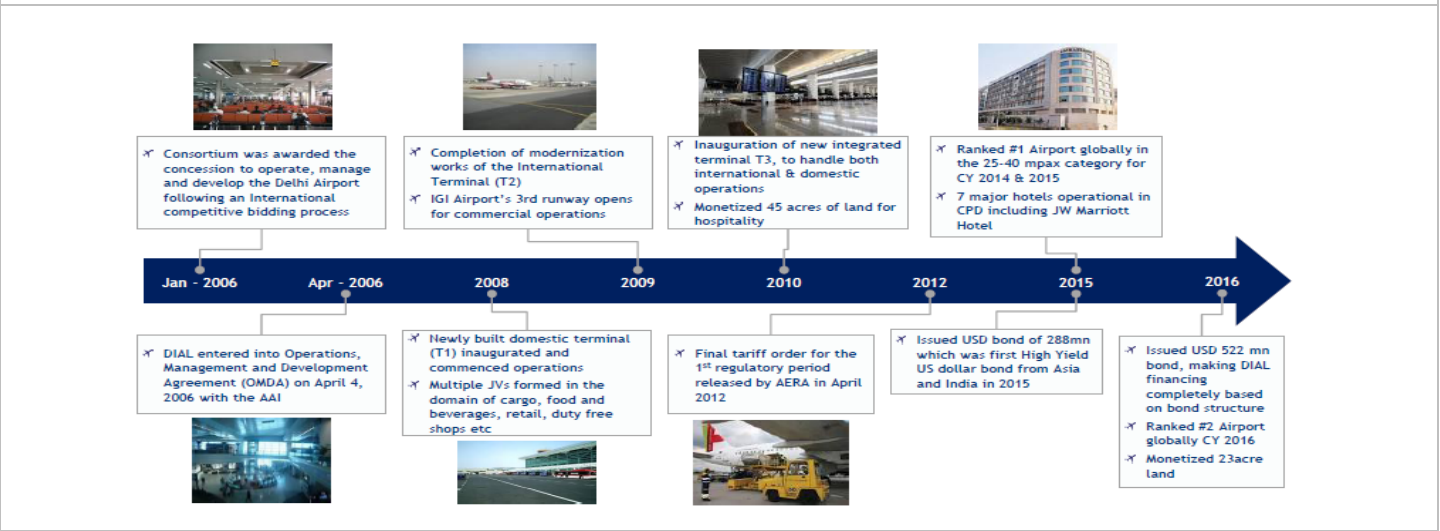 Consortium was awarded the
concession to operate, manage
and develop the Delhi Airport
following an International
competitive bidding process
Completion of modernization
works of the International
Terminal (T2)
IGI Airport's 3rd runway opens
for commercial operations
Inauguration of new integrated
terminal T3, to handle both
international & domestic
operations
Monetized 45 acres of land for
hospitality
Ranked #1 Airport globally in
the 25-40 mpax category for
CY 2014 & 2015
7 major hotels operational in
CPD including JW Marriott
Hotel
Jan - 2006
Apr - 2006
2008
2009
2010
2012
2015
2016
DIAL entered into Operations,
Management and Development
Agreement (OMDA) on April 4,
2006 with the AAI
Newly built domestic terminal
(T1) inaugurated and
commenced operations
Multiple JVs formed in the
domain of cargo, food and
beverages, retail, duty free
shops etc
Final tariff order for the
1st regulatory period
released by AERA in April
2012
Issued USD bond of 288mn
which was first High Yield
US dollar bond from Asia
and India in 2015
Issued USD 522 mn
bond, making DIAL
financing
completely based
on bond structure
Ranked #2 Airport
globally CY 2016
Monetized 23acre
land